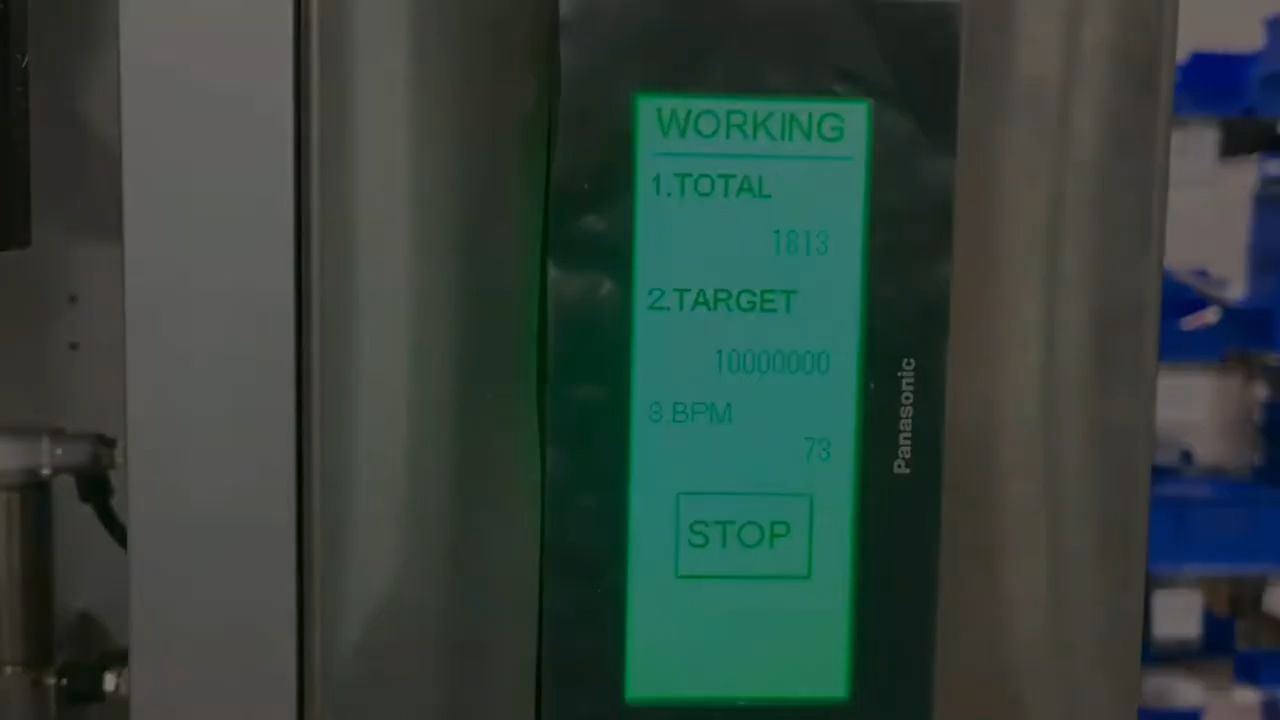 WORKING
1.TOTAL
1813
2.TARGET
10000000
3.BPM
73
STOP
Panasonic